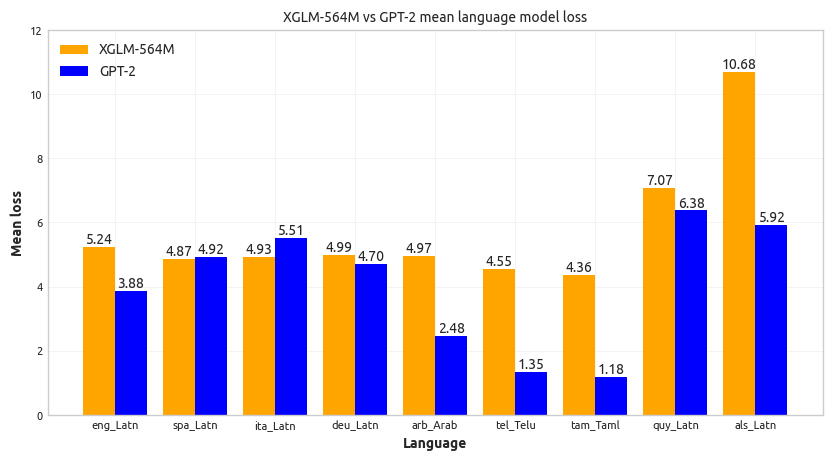 XGLM-564M vs GPT-2 mean language model loss
XGLM-564M
GPT-2
Mean loss
12
10
8
6
4
2
0
5.24
3.88
4.87
4.92
4.93
5.51
4.99
4.70
4.97
2.48
4.55
1.35
4.36
1.18
7.07
6.38
10.68
5.92
eng_Latn
spa_Latn
ita_Latn
deu_Latn
arb_Arab
tel_Telu
tam_Taml
quy_Latn
als_Latn
Language